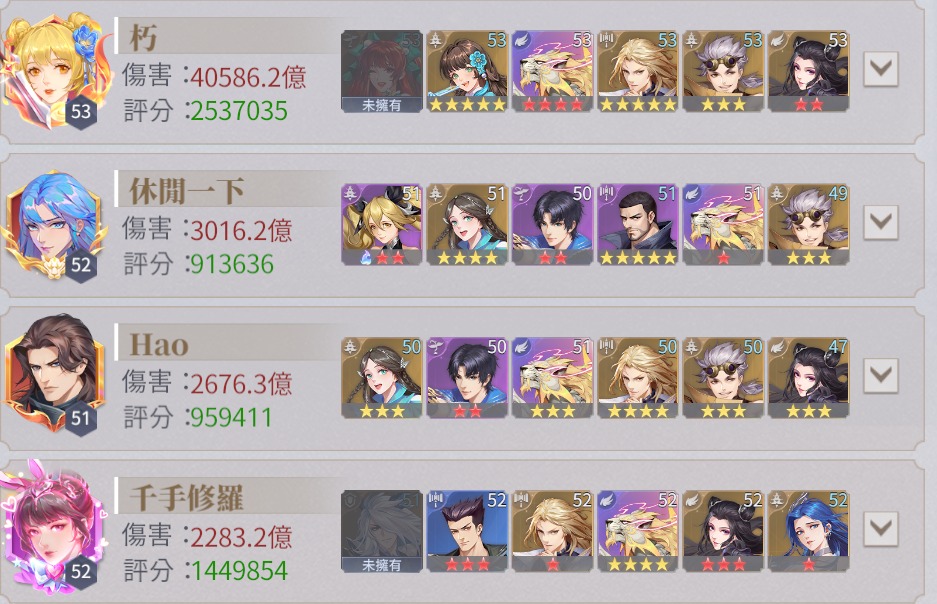 朽
53
傷害：40586.2億
評分：2537035
未擁有
53
53
53
53
53
休閒一下
52
傷害：3016.2億
評分：913636
51
51
50
51
51
49
Hao
51
傷害：2676.3億
評分：959411
50
50
51
50
50
47
千手修羅
52
傷害：2283.2億
評分：1449854
未擁有
52
52
52
52
52